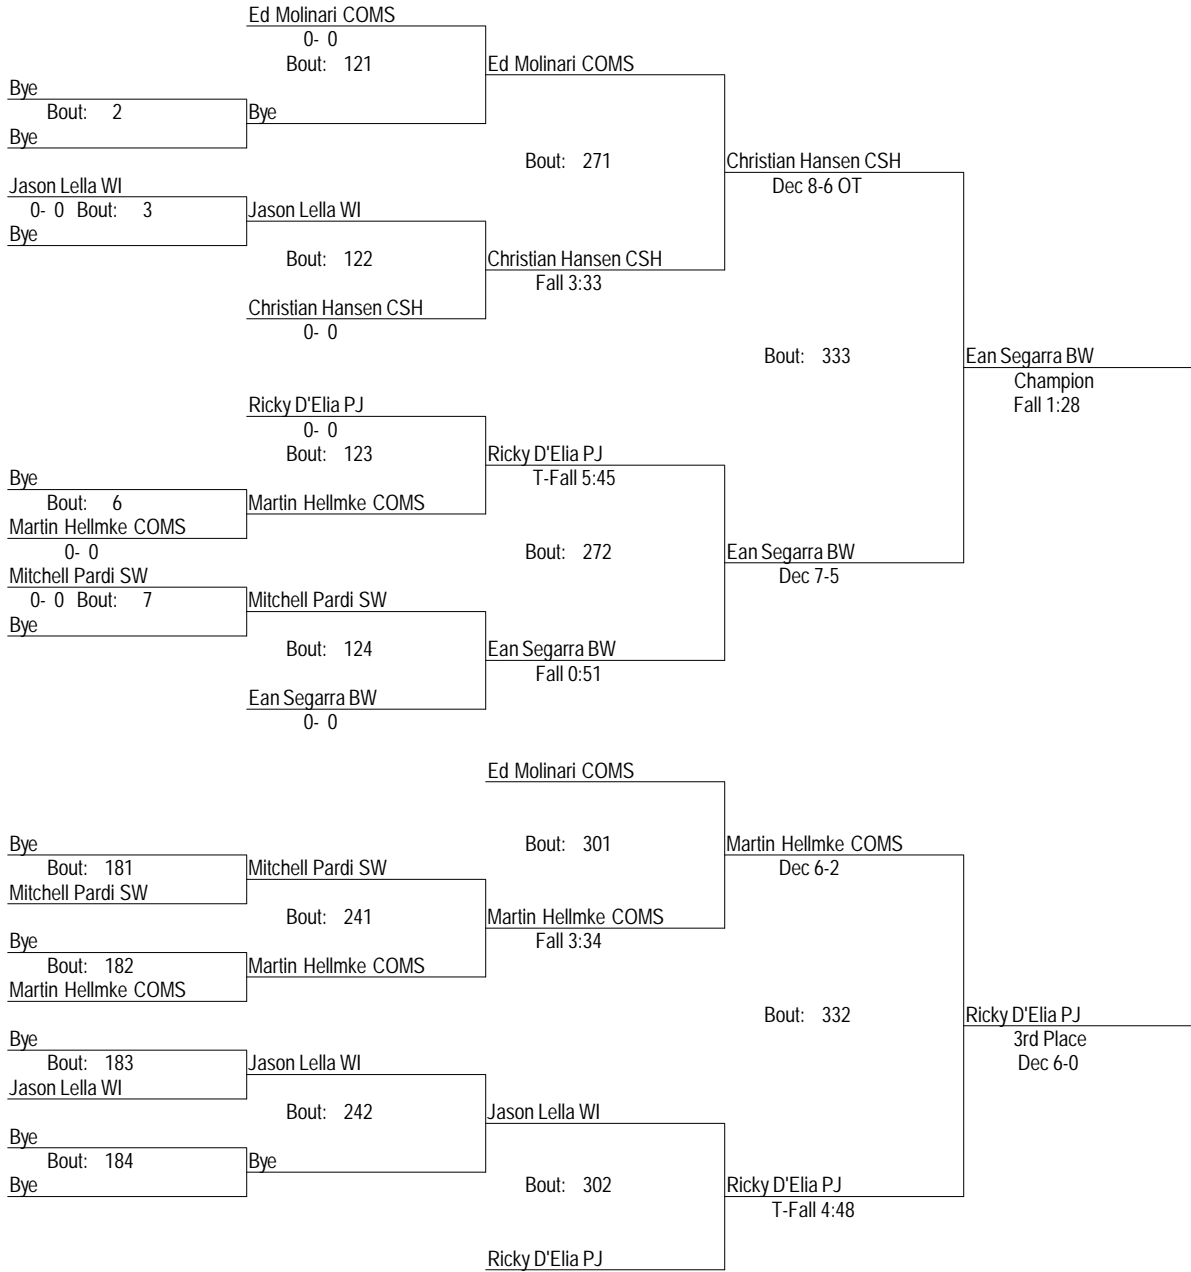 Ed Molinari COMS
0- 0
Bout: 121
Ed Molinari COMS
Bye
Bout: 2
Bye
Bye
Bout: 271
Christian Hansen CSH
Dec 8-6 OT
Jason Lella WI
0- 0 Bout: 3
Jason Lella WI
Bye
Bout: 122
Christian Hansen CSH
Fall 3:33
Christian Hansen CSH
0- 0
Bout: 333
Ean Segarra BW
Champion
Fall 1:28
Ricky D'Elia PJ
0- 0
Bout: 123
Ricky D'Elia PJ
T-Fall 5:45
Bye
Bout: 6
Martin Hellmke COMS
Martin Hellmke COMS
0- 0
Bout: 272
Ean Segarra BW
Dec 7-5
Mitchell Pardi SW
0- 0 Bout: 7
Mitchell Pardi SW
Bye
Bout: 124
Ean Segarra BW
Fall 0:51
Ean Segarra BW
0- 0
Ed Molinari COMS
Bye
Bout: 301
Martin Hellmke COMS
Dec 6-2
Bout: 181
Mitchell Pardi SW
Mitchell Pardi SW
Bout: 241
Martin Hellmke COMS
Fall 3:34
Bye
Bout: 182
Martin Hellmke COMS
Martin Hellmke COMS
Bout: 332
Ricky D'Elia PJ
3rd Place
Dec 6-0
Bye
Bout: 183
Jason Lella WI
Jason Lella WI
Bout: 242
Jason Lella WI
Bye
Bout: 184
Bye
Bye
Bout: 302
Ricky D'Elia PJ
T-Fall 4:48
Ricky D'Elia PJ